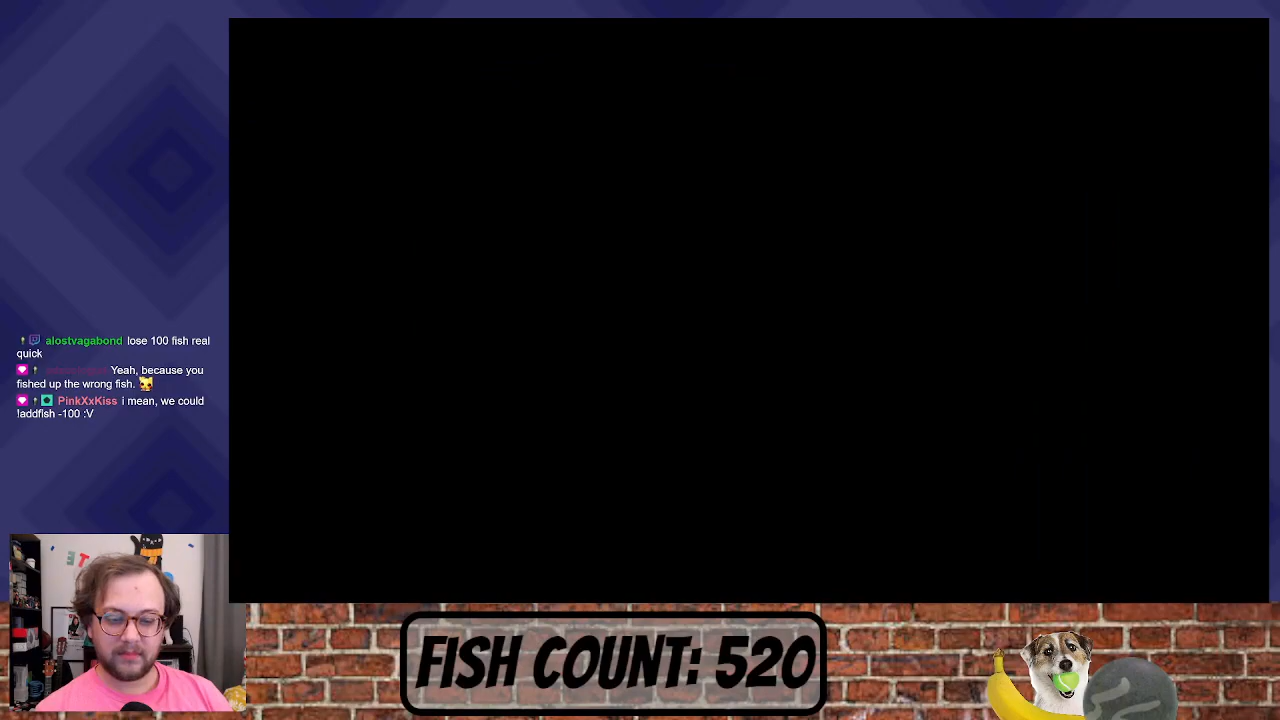 alostvagabond lose 100 fish real
quick
Yeah, because you
fished up the wrong fish.
PinkXxKiss i mean, we could
!addfish -100 :V
FISH COUNT: 520